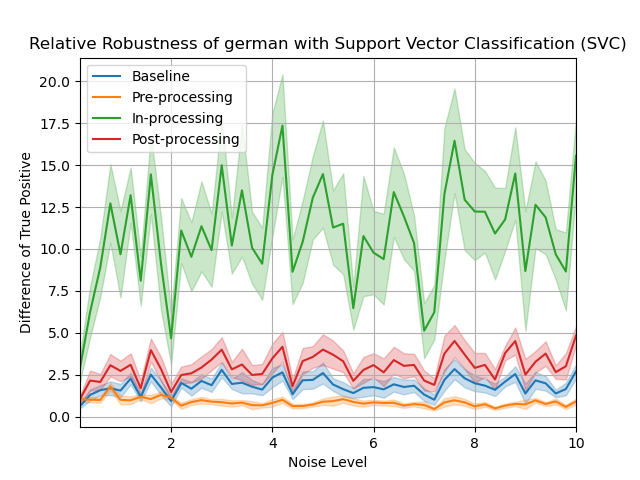 Relative Robustness of german with Support Vector Classification (SVC)
Difference of True Positive
20.0
17.5
15.0
12.5
10.0
7.5
5.0
2.5
0.0
Baseline
Pre-processing
In-processing
Post-processing
2 4 6 8 10
Noise Level